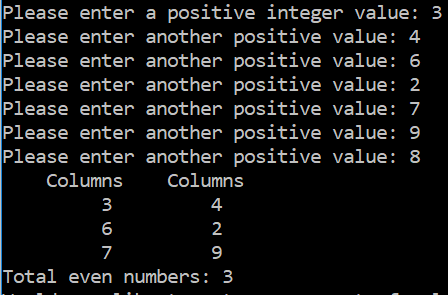 Please enter a positive integer value: 3
Please enter another positive value: 4
Please enter another positive value: 6
Please enter another positive value: 2
Please enter another positive value: 7
Please enter another positive value: 9
Please enter another positive value: 8
Columns Columns
3 4
6 2
7 9
Total even numbers: 3